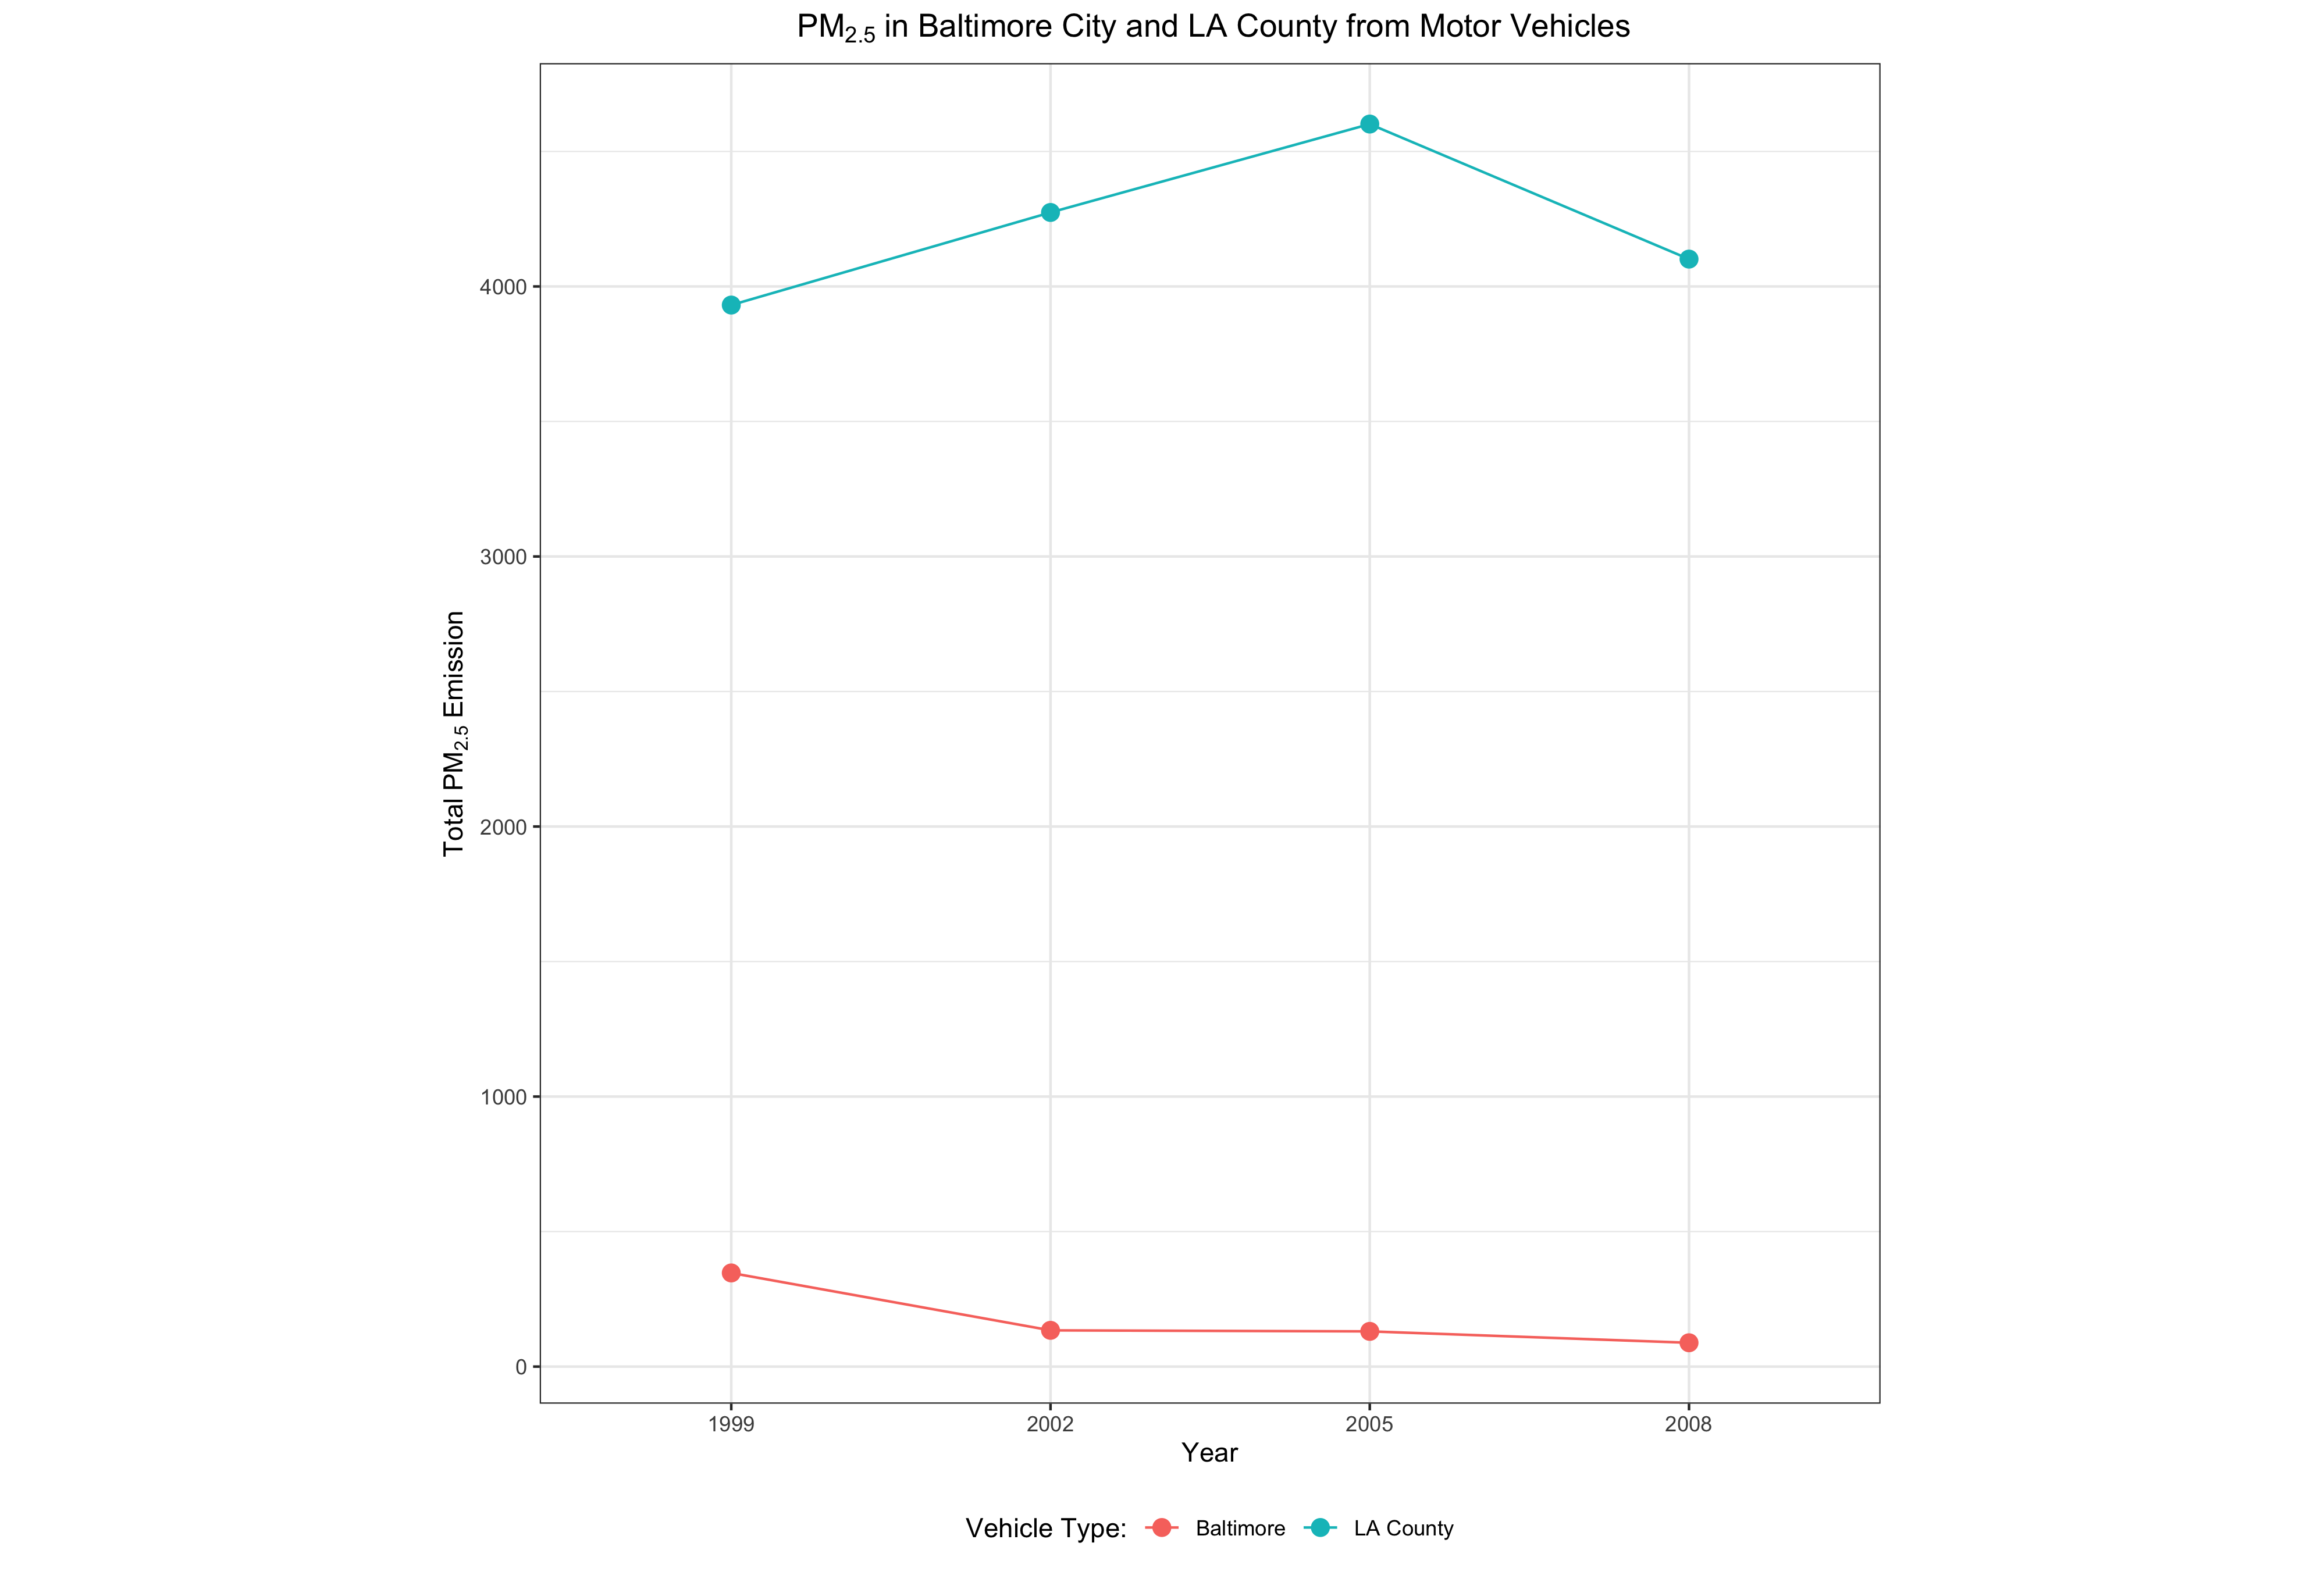 PM2.5 in Baltimore City and LA County from Motor Vehicles
Total PM2.5 Emission
4000
3000
2000
1000
0
1999 2002 2005 2008
Year
Vehicle Type: Baltimore LA County